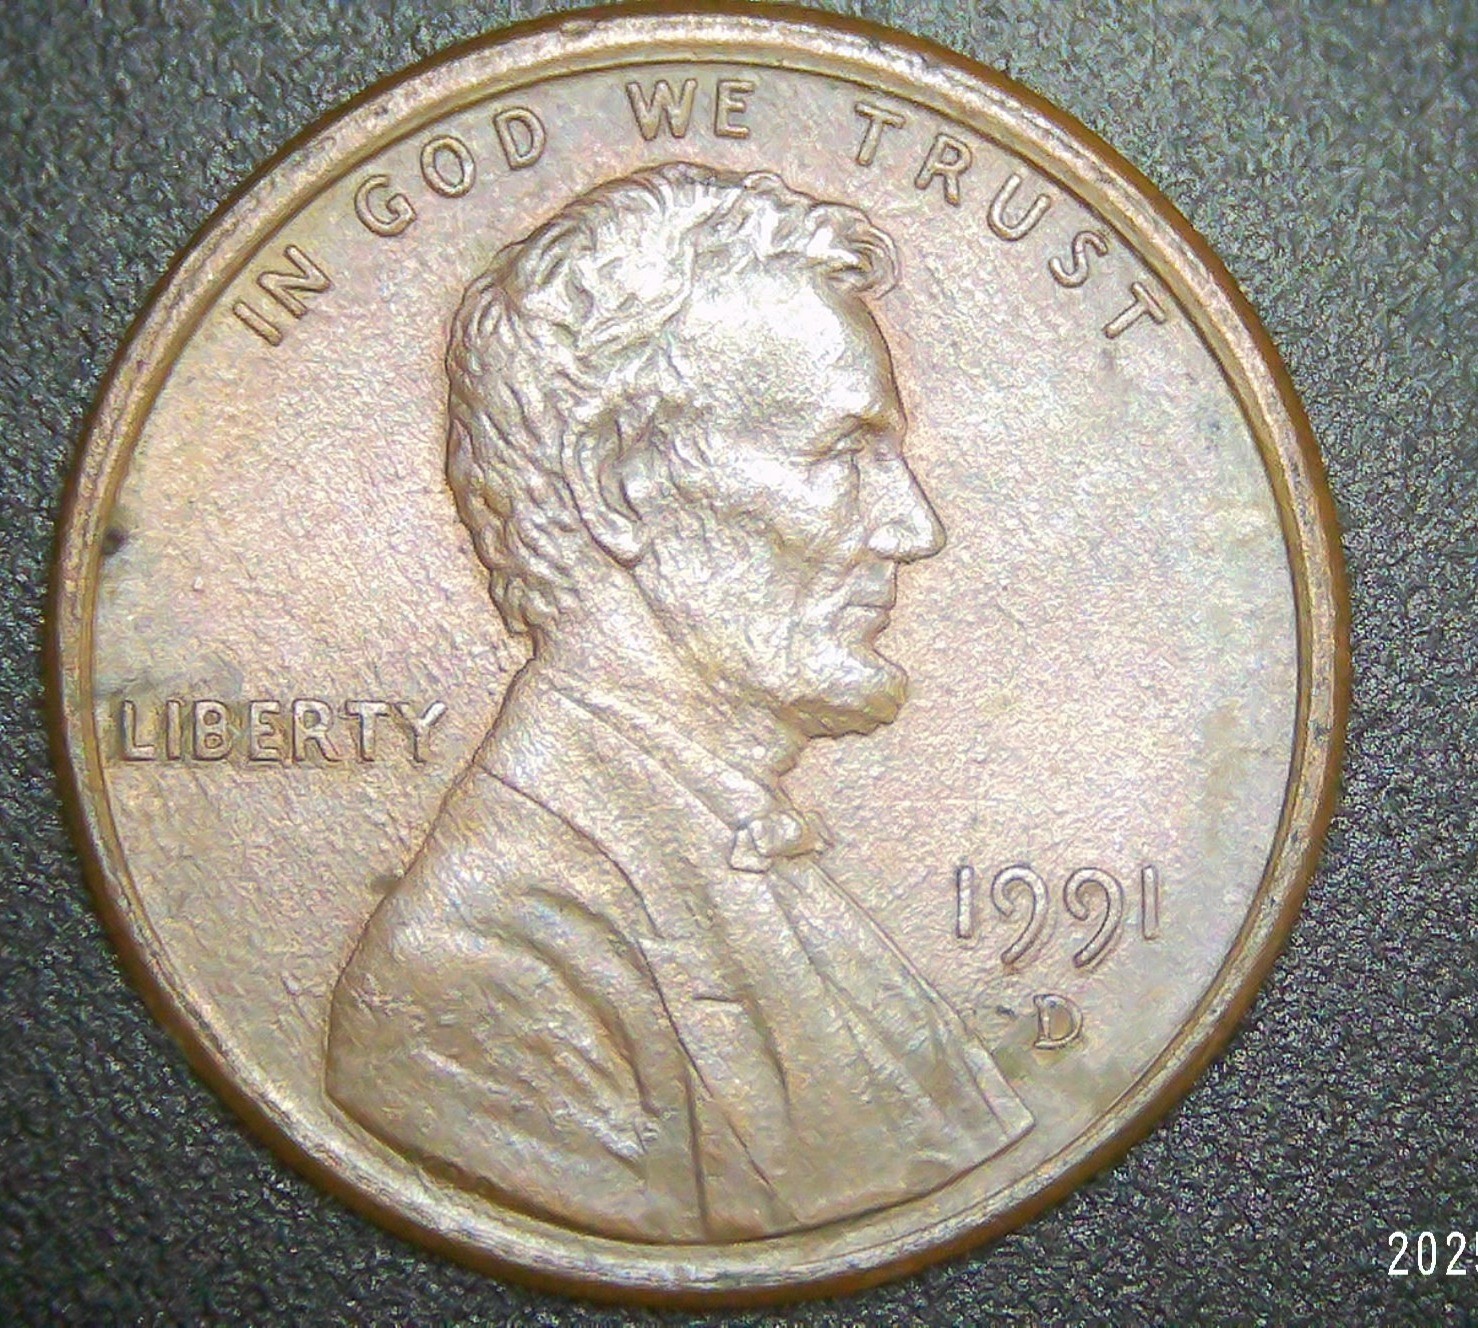 IN GOD WE TRUST
LIBERTY
1991
D